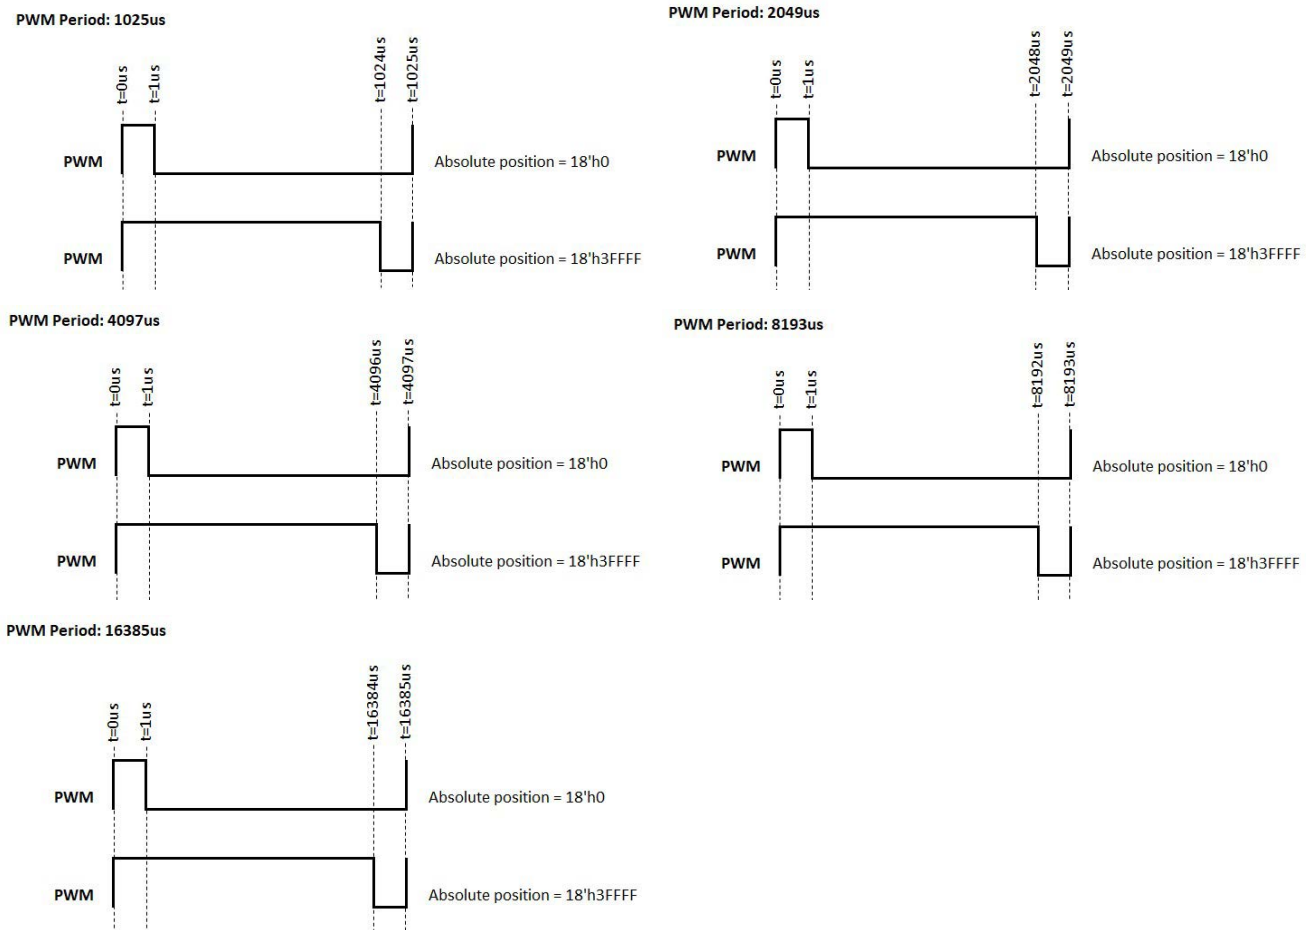 PWM Period: 1025us
t=0us
t=1us
t=1024us
t=1025us
PWM
Absolute position = 18'h0
PWM
Absolute position = 18'h3FFFF
PWM Period: 2049us
t=0us
t=1us
t=2048us
t=2049us
PWM
Absolute position = 18'h0
PWM
Absolute position = 18'h3FFFF
PWM Period: 4097us
t=0us
t=1us
t=4096us
t=4097us
PWM
Absolute position = 18'h0
PWM
Absolute position = 18'h3FFFF
PWM Period: 8193us
t=0us
t=1us
t=8192us
t=8193us
PWM
Absolute position = 18'h0
PWM
Absolute position = 18'h3FFFF
PWM Period: 16385us
t=0us
t=1us
t=16384us
t=16385us
PWM
Absolute position = 18'h0
PWM
Absolute position = 18'h3FFFF